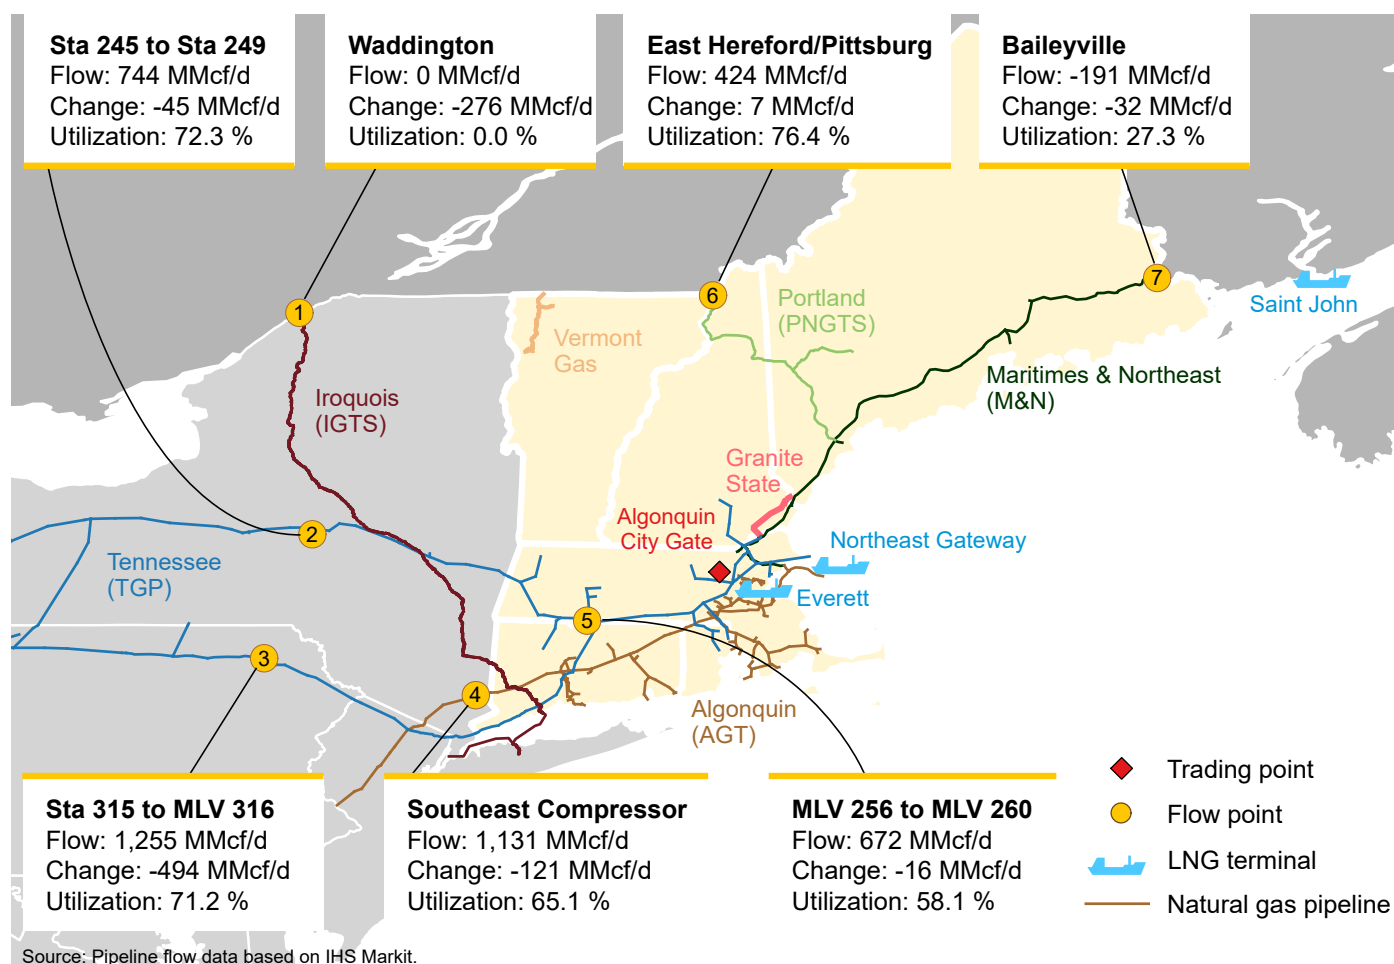 Sta 245 to Sta 249
Flow: 744 MMcf/d
Change: -45 MMcf/d
Utilization: 72.3 %
Waddington
Flow: 0 MMcf/d
Change: -276 MMcf/d
Utilization: 0.0 %
East Hereford/Pittsburg
Flow: 424 MMcf/d
Change: 7 MMcf/d
Utilization: 76.4 %
Baileyville
Flow: -191 MMcf/d
Change: -32 MMcf/d
Utilization: 27.3 %
1
6
7
Saint John
Portland
(PNGTS)
Vermont
Gas
Maritimes & Northeast
(M&N)
Iroquois
(IGTS)
Granite
State
Algonquin
City Gate
2
Northeast Gateway
Tennessee
(TGP)
Everett
5
3
4
Algonquin
(AGT)
Sta 315 to MLV 316
Flow: 1,255 MMcf/d
Change: -494 MMcf/d
Utilization: 71.2 %
Southeast Compressor
Flow: 1,131 MMcf/d
Change: -121 MMcf/d
Utilization: 65.1 %
MLV 256 to MLV 260
Flow: 672 MMcf/d
Change: -16 MMcf/d
Utilization: 58.1 %
Trading point
Flow point
LNG terminal
Natural gas pipeline
Source: Pipeline flow data based on IHS Markit.